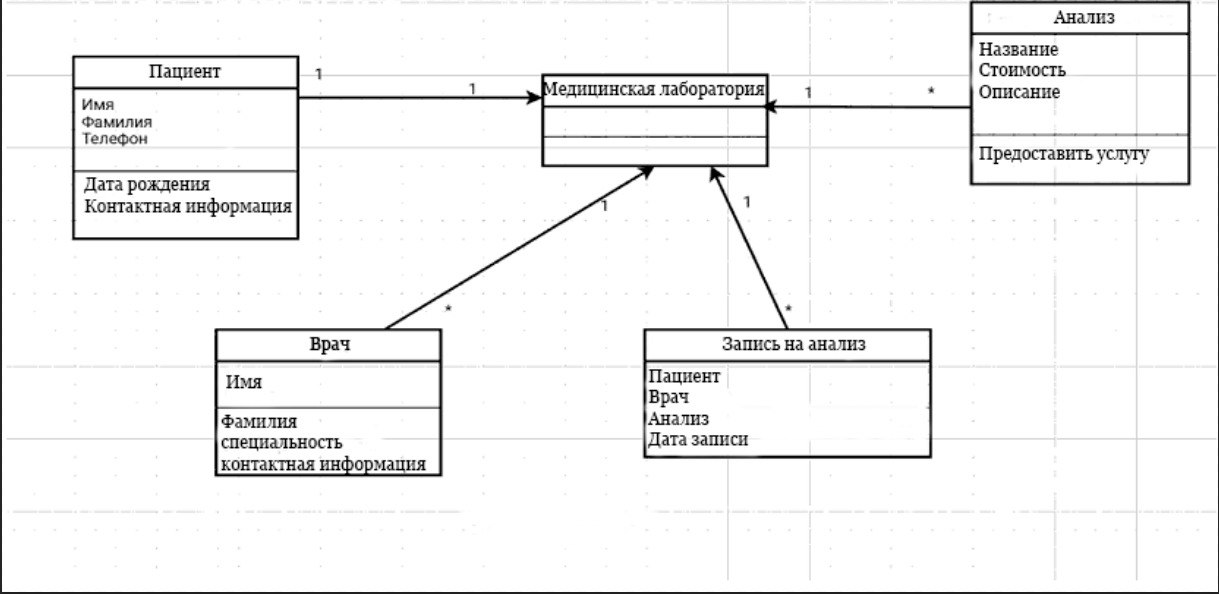 Пациент
Имя
Фамилия
Телефон
Дата рождения
Контактная информация
1
1
Медицинская лаборатория
1
*
Анализ
Название
Стоимость
Описание
Предоставить услугу
1
*
1
*
Врач
Имя
Фамилия
специальность
контактная информация
Запись на анализ
Пациент
Врач
Анализ
Дата записи